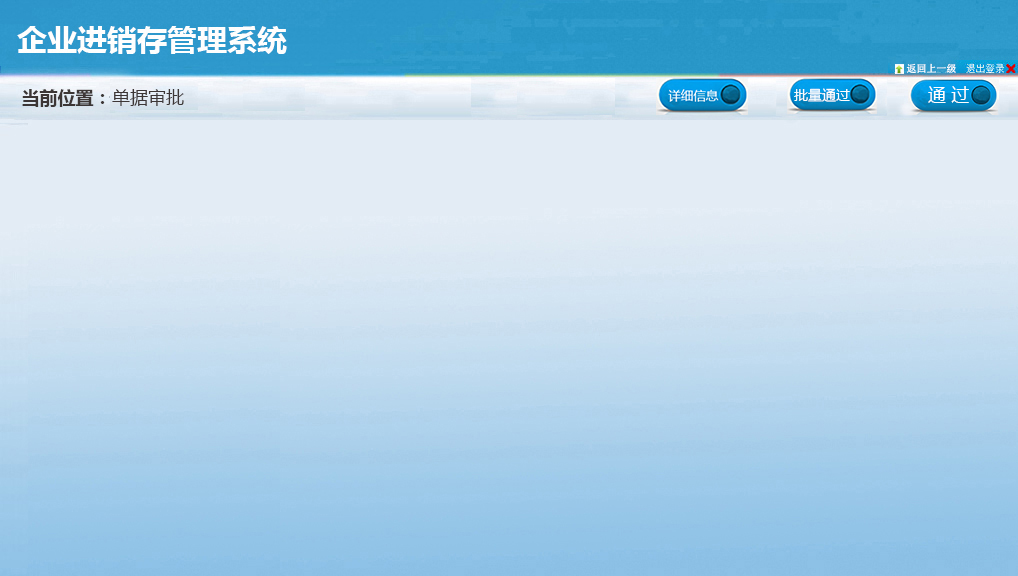 企业进销存管理系统
返回上一级 退出登录
当前位置：单据审批 详细信息 批量通过 通 过